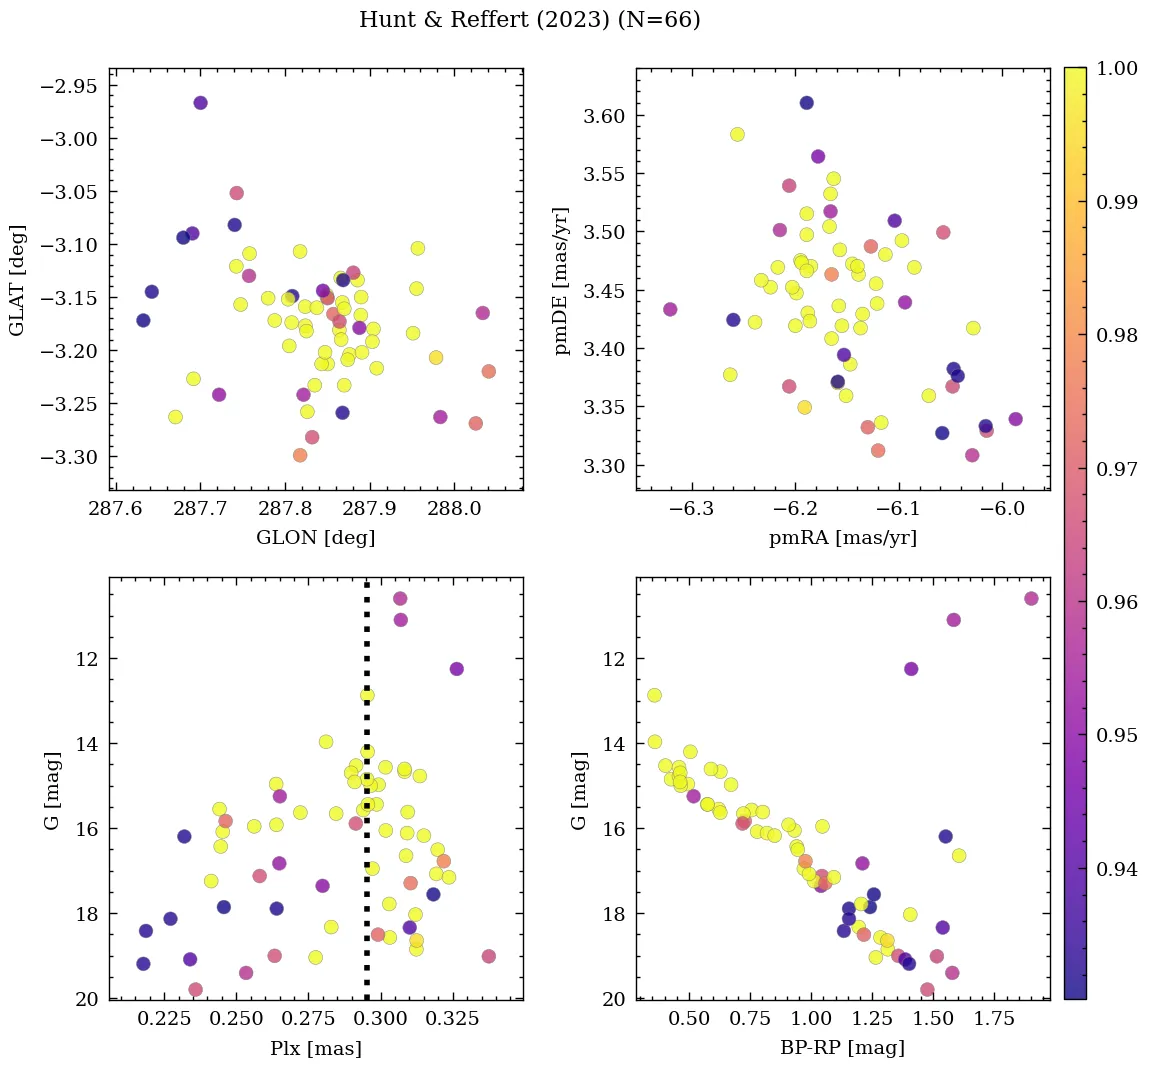 Hunt & Reffert (2023) (N=66)
−2.95
−3.00
−3.05
−3.10
−3.15
−3.20
−3.25
−3.30
GLAT [deg]
287.6 287.7 287.8 287.9 288.0
GLON [deg]
3.60
3.55
3.50
3.45
3.40
3.35
3.30
pmDE [mas/yr]
−6.3 −6.2 −6.1 −6.0
pmRA [mas/yr]
12
14
16
18
20
G [mag]
0.225 0.250 0.275 0.300 0.325
Plx [mas]
12
14
16
18
20
G [mag]
0.50 0.75 1.00 1.25 1.50 1.75
BP-RP [mag]
1.00
0.99
0.98
0.97
0.96
0.95
0.94